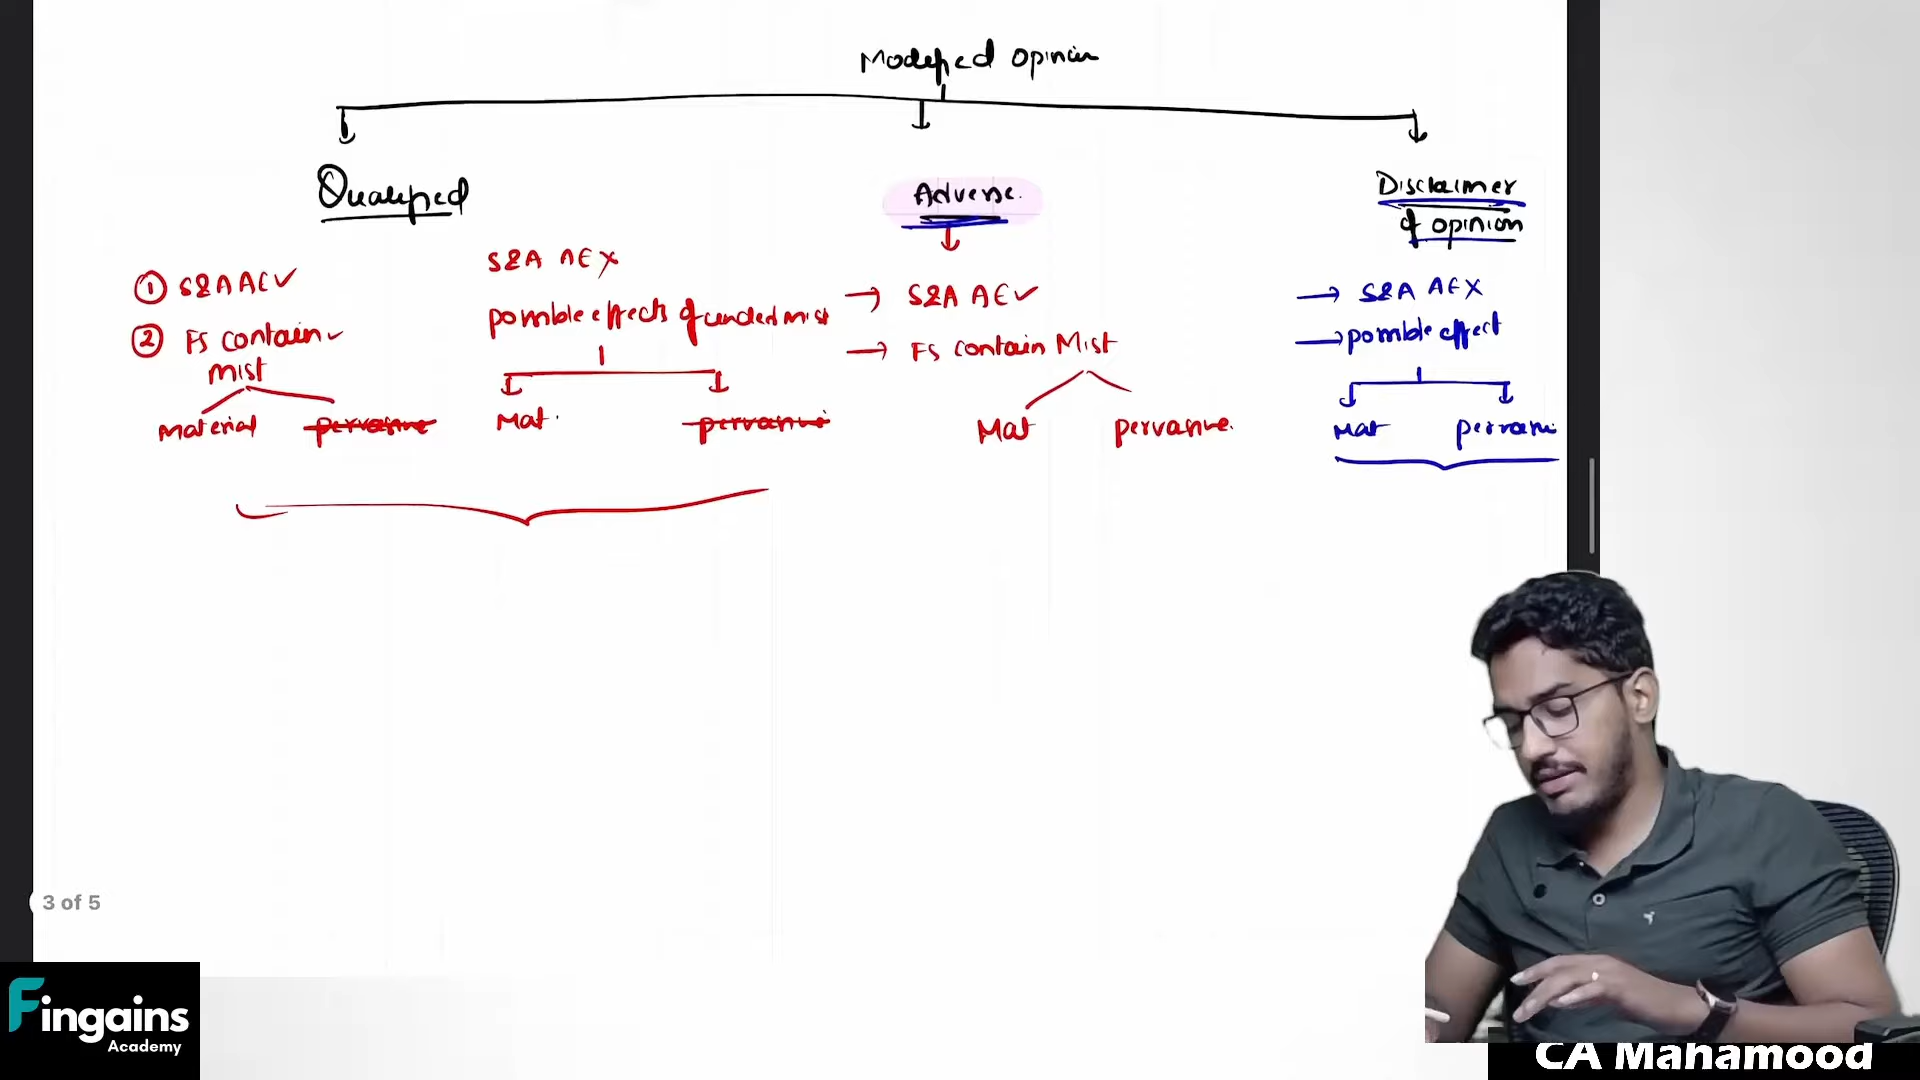 Modified opinion
Qualified
Adverse.
Disclaimer
of opinion
① S&A AE✓
② FS contain ✓
mist
Material pervasive
S&A AE X
possible effects of undted mist
Mat. pervasive
→ S&A AE ✓
→ FS contain Mist
Mat pervasive.
→ S&A AE X
→ possible effect
Mat pervasi
3 of 5
Fingains
Academy
CA Mahamood